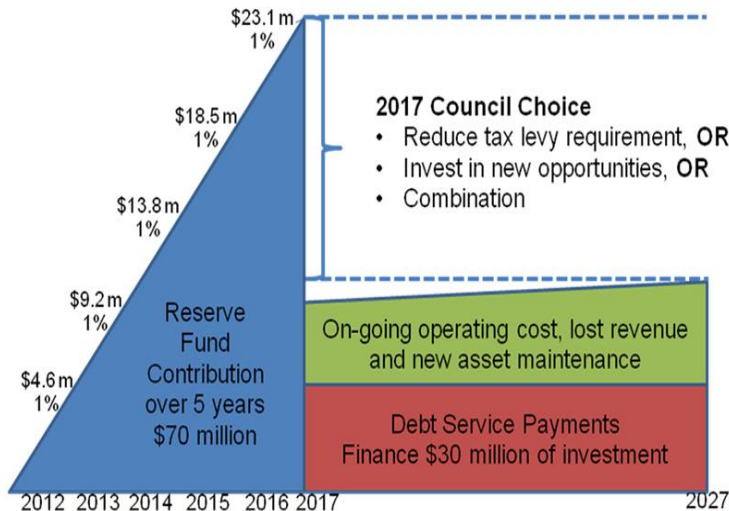 $23.1 m
1%
$18.5 m
1%
$13.8 m
1%
$9.2 m
1%
$4.6 m
1%
Reserve
Fund
Contribution
over 5 years
$70 million
2017 Council Choice
• Reduce tax levy requirement, OR
• Invest in new opportunities, OR
• Combination
On-going operating cost, lost revenue
and new asset maintenance
Debt Service Payments
Finance $30 million of investment
2012 2013 2014 2015 2016 2017 2027